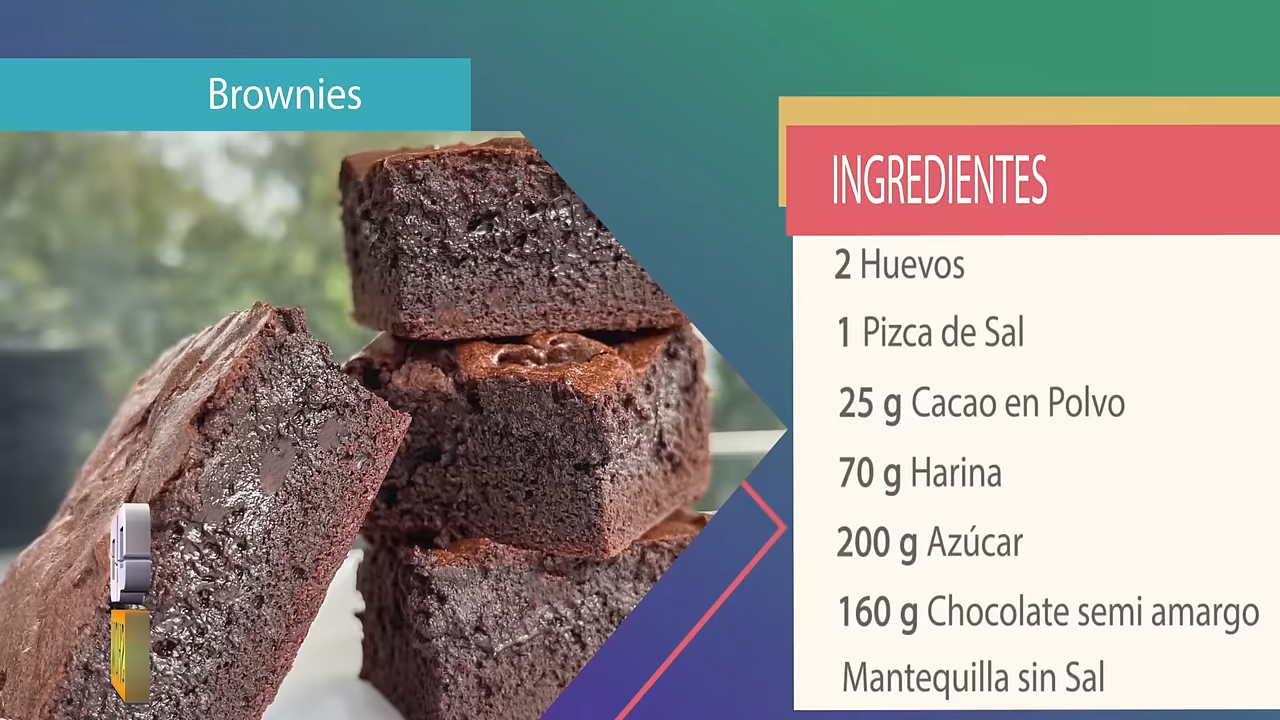 Brownies
INGREDIENTES
2 Huevos
1 Pizca de Sal
25 g Cacao en Polvo
70 g Harina
200 g Azúcar
160 g Chocolate semi amargo
Mantequilla sin Sal